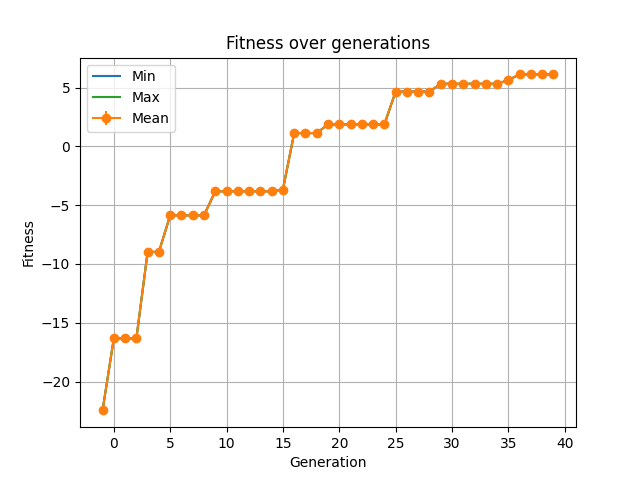 Fitness over generations
Min
Max
Mean
5
0
−5
−10
−15
−20
Fitness
0 5 10 15 20 25 30 35 40
Generation